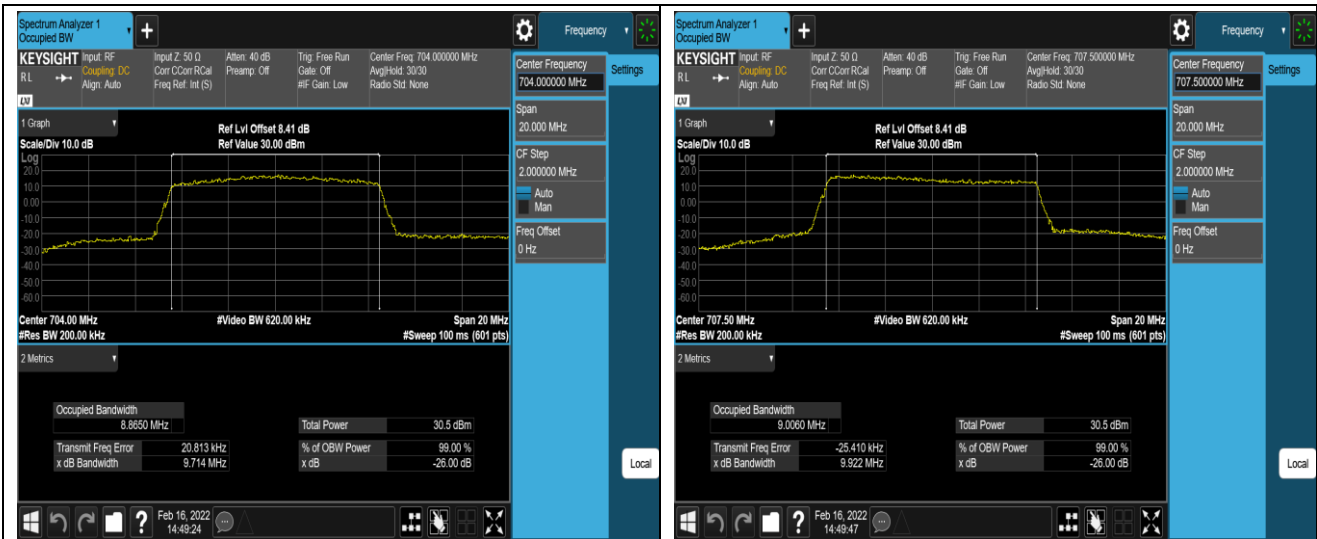 Spectrum Analyzer 1
Occupied BW
+
Frequency
KEYSIGHT
Input: RF
Coupling: DC
Align: Auto
Input Z: 50 Ω
Corr CCorr RCal
Freq Ref: Int (S)
Atten: 40 dB
Preamp: Off
Trig: Free Run
Gate: Off
#IF Gain: Low
Center Freq: 704.000000 MHz
Avg|Hold: 30/30
Radio Std: None
RL
LXI
Center Frequency
704.000000 MHz
Settings
Span
20.000 MHz
CF Step
2.000000 MHz
Auto
Man
Freq Offset
0 Hz
Local
1 Graph
Scale/Div 10.0 dB
Ref Lvl Offset 8.41 dB
Ref Value 30.00 dBm
Log
20.0
10.0
0.00
-10.0
-20.0
-30.0
-40.0
-50.0
-60.0
Center 704.00 MHz
#Video BW 620.00 kHz
Span 20 MHz
#Res BW 200.00 kHz
#Sweep 100 ms (601 pts)
2 Metrics
Occupied Bandwidth
8.8650 MHz
Total Power 30.5 dBm
Transmit Freq Error 20.813 kHz
% of OBW Power 99.00 %
x dB Bandwidth 9.714 MHz
x dB -26.00 dB
?
Feb 16, 2022
14:49:24
Spectrum Analyzer 1
Occupied BW
+
Frequency
KEYSIGHT
Input: RF
Coupling: DC
Align: Auto
Input Z: 50 Ω
Corr CCorr RCal
Freq Ref: Int (S)
Atten: 40 dB
Preamp: Off
Trig: Free Run
Gate: Off
#IF Gain: Low
Center Freq: 707.500000 MHz
Avg|Hold: 30/30
Radio Std: None
RL
LXI
Center Frequency
707.500000 MHz
Settings
Span
20.000 MHz
CF Step
2.000000 MHz
Auto
Man
Freq Offset
0 Hz
Local
1 Graph
Scale/Div 10.0 dB
Ref Lvl Offset 8.41 dB
Ref Value 30.00 dBm
Log
20.0
10.0
0.00
-10.0
-20.0
-30.0
-40.0
-50.0
-60.0
Center 707.50 MHz
#Video BW 620.00 kHz
Span 20 MHz
#Res BW 200.00 kHz
#Sweep 100 ms (601 pts)
2 Metrics
Occupied Bandwidth
9.0060 MHz
Total Power 30.5 dBm
Transmit Freq Error -25.410 kHz
% of OBW Power 99.00 %
x dB Bandwidth 9.922 MHz
x dB -26.00 dB
?
Feb 16, 2022
14:49:47